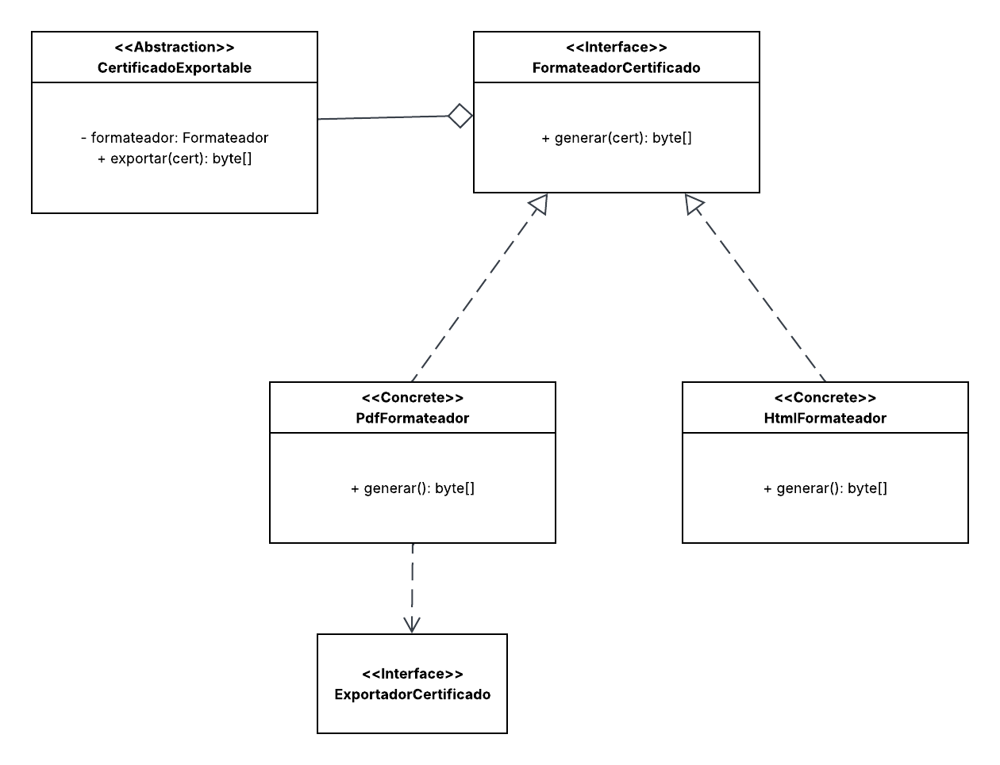 <<Abstraction>>
CertificadoExportable
- formateador: Formateador
+ exportar(cert): byte[]
<<Interface>>
FormateadorCertificado
+ generar(cert): byte[]
<<Concrete>>
PdfFormateador
+ generar(): byte[]
<<Concrete>>
HtmlFormateador
+ generar(): byte[]
<<Interface>>
ExportadorCertificado